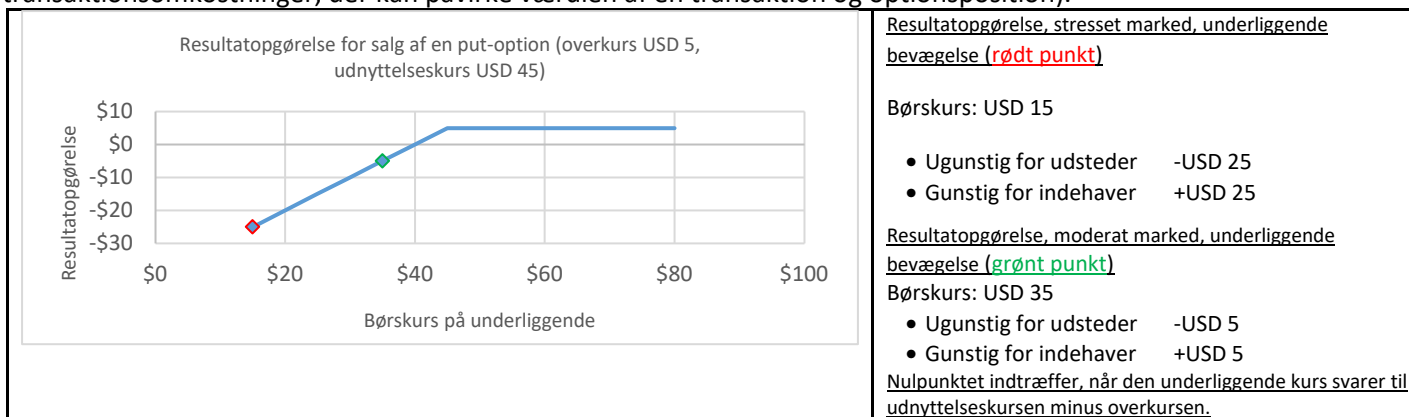 transaktionsomkostninger, der kan påvirke værdien af en transaktion og optionsposition).
Resultatopgørelse for salg af en put-option (overkurs USD 5,
udnyttelseskurs USD 45)
Resultatopgørelse
$10
$0
-$10
-$20
-$30
$0 $20 $40 $60 $80 $100
Børskurs på underliggende
Resultatopgørelse, stresset marked, underliggende
bevægelse (rødt punkt)
Børskurs: USD 15
• Ugunstig for udsteder -USD 25
• Gunstig for indehaver +USD 25
Resultatopgørelse, moderat marked, underliggende
bevægelse (grønt punkt)
Børskurs: USD 35
• Ugunstig for udsteder -USD 5
• Gunstig for indehaver +USD 5
Nulpunktet indtræffer, når den underliggende kurs svarer til
udnyttelseskursen minus overkursen.